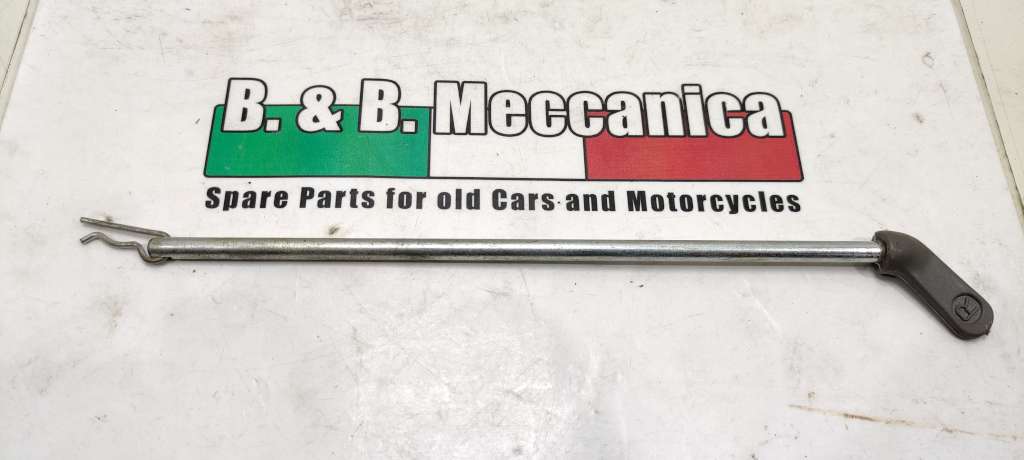 B. & B. Meccanica
Spare Parts for old Cars and Motorcycles